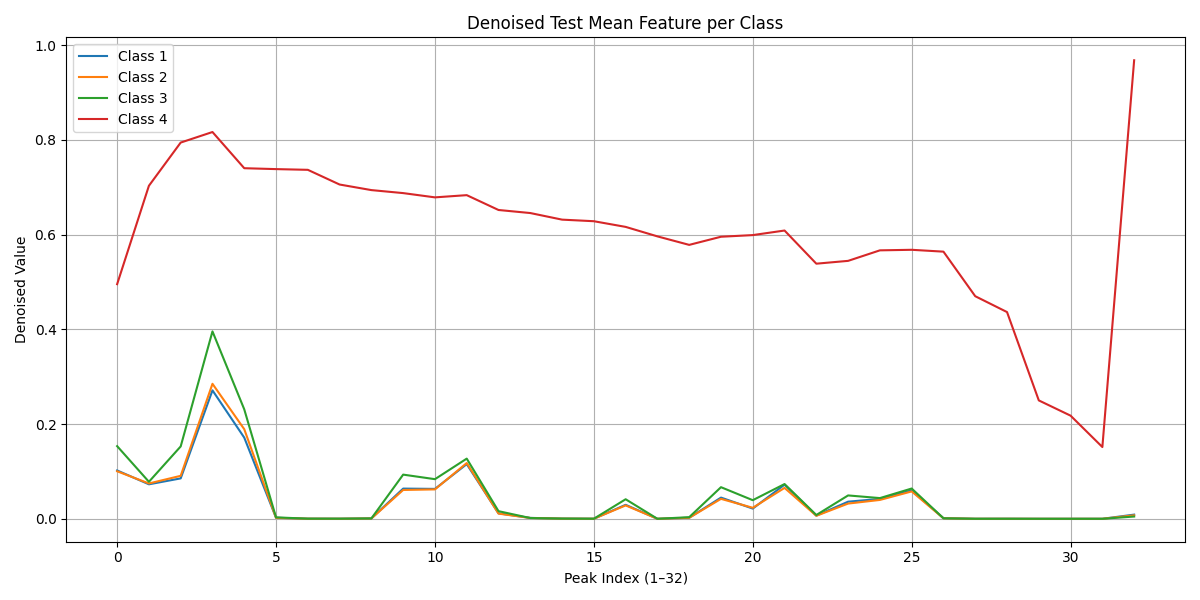 Denoised Test Mean Feature per Class
Class 1
Class 2
Class 3
Class 4
Denoised Value
1.0
0.8
0.6
0.4
0.2
0.0
0
5
10
15
20
25
30
Peak Index (1–32)